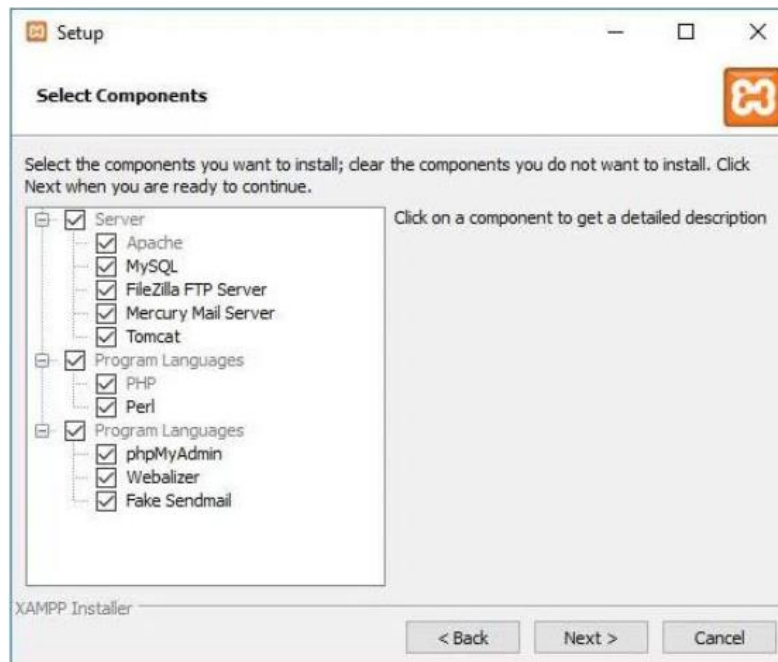 Setup
Select Components
Select the components you want to install; clear the components you do not want to install. Click
Next when you are ready to continue.
Server
Apache
MySQL
FileZilla FTP Server
Mercury Mail Server
Tomcat
Program Languages
PHP
Perl
Program Languages
phpMyAdmin
Webalizer
Fake Sendmail
Click on a component to get a detailed description
XAMPP Installer
< Back
Next >
Cancel